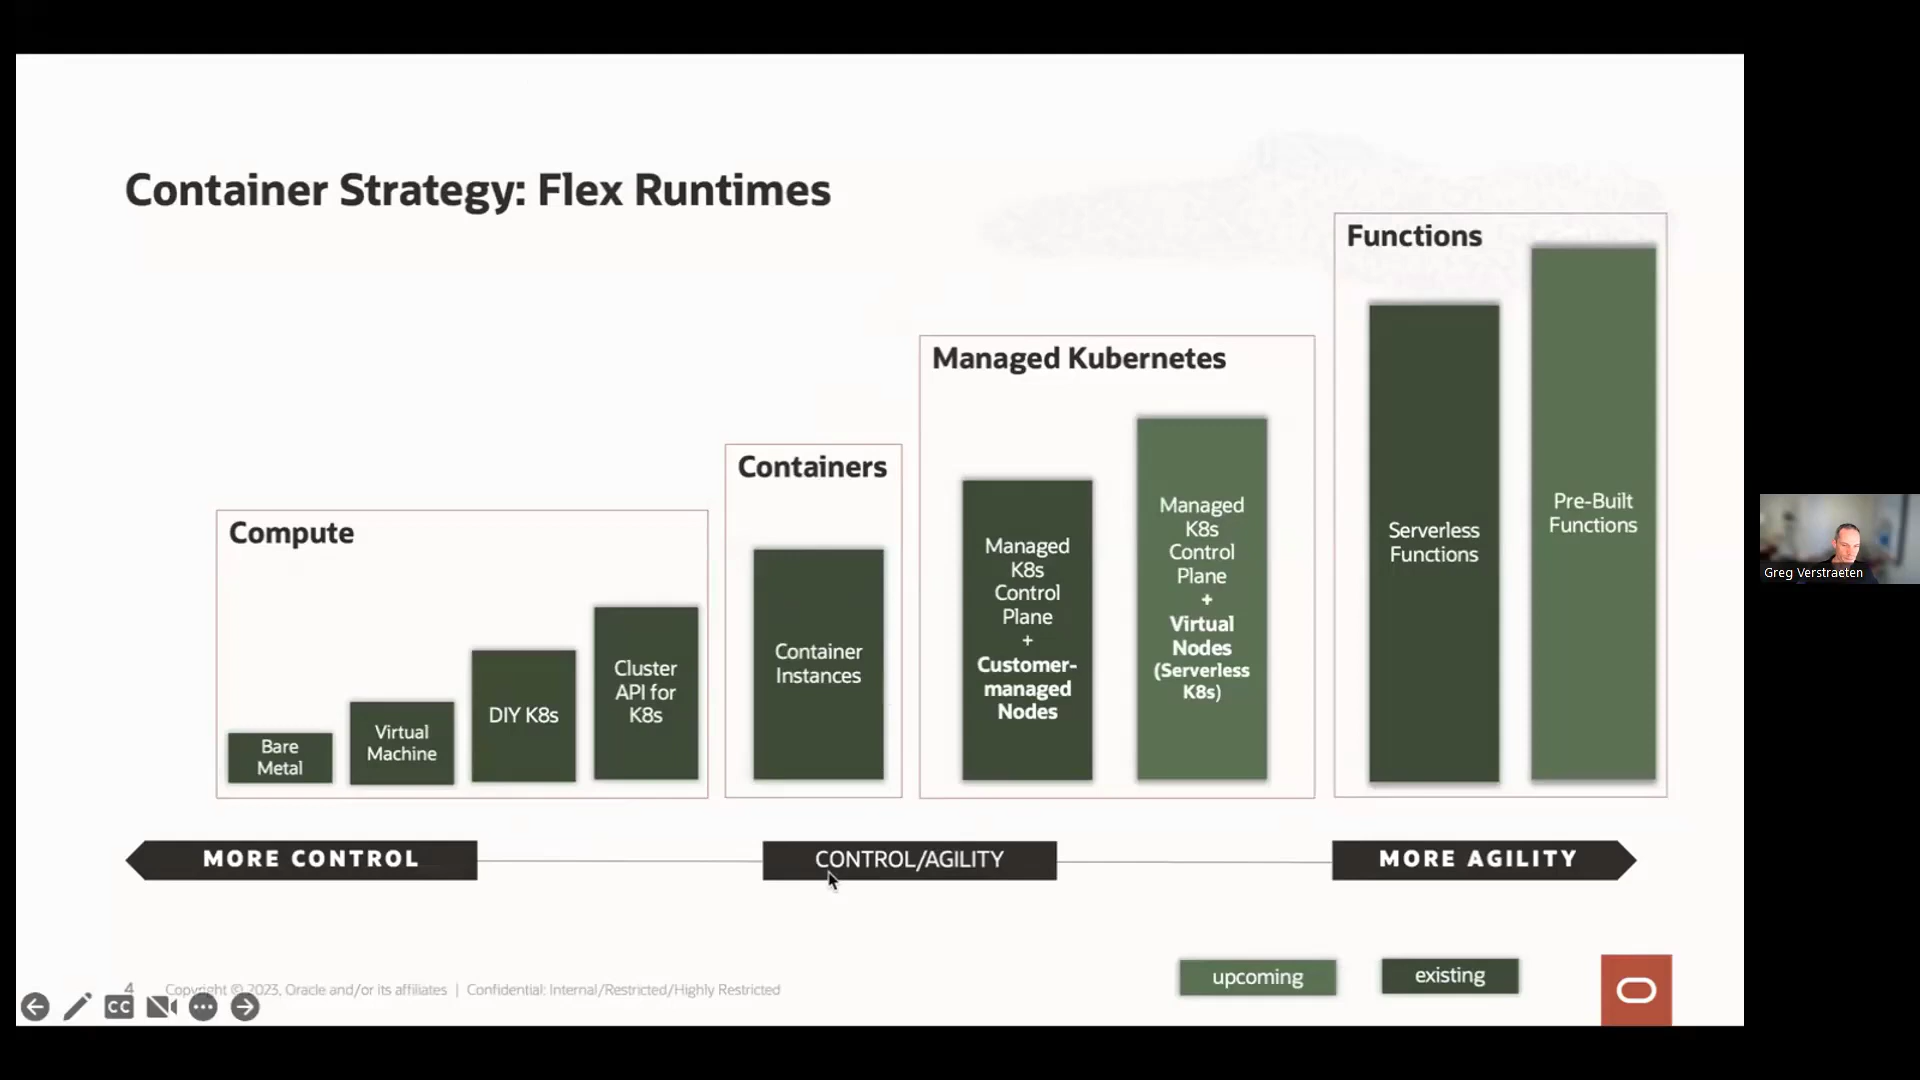 Container Strategy: Flex Runtimes
Compute
Bare
Metal
Virtual
Machine
DIY K8s
Cluster
API for
K8s
Containers
Container
Instances
Managed Kubernetes
Managed
K8s
Control
Plane
+
Customer-
managed
Nodes
Managed
K8s
Control
Plane
+
Virtual
Nodes
(Serverless
K8s)
Functions
Serverless
Functions
Pre-Built
Functions
MORE CONTROL
CONTROL/AGILITY
MORE AGILITY
upcoming
existing
4
Copyright © 2023, Oracle and/or its affiliates | Confidential: Internal/Restricted/Highly Restricted
CC
Greg Verstraeten